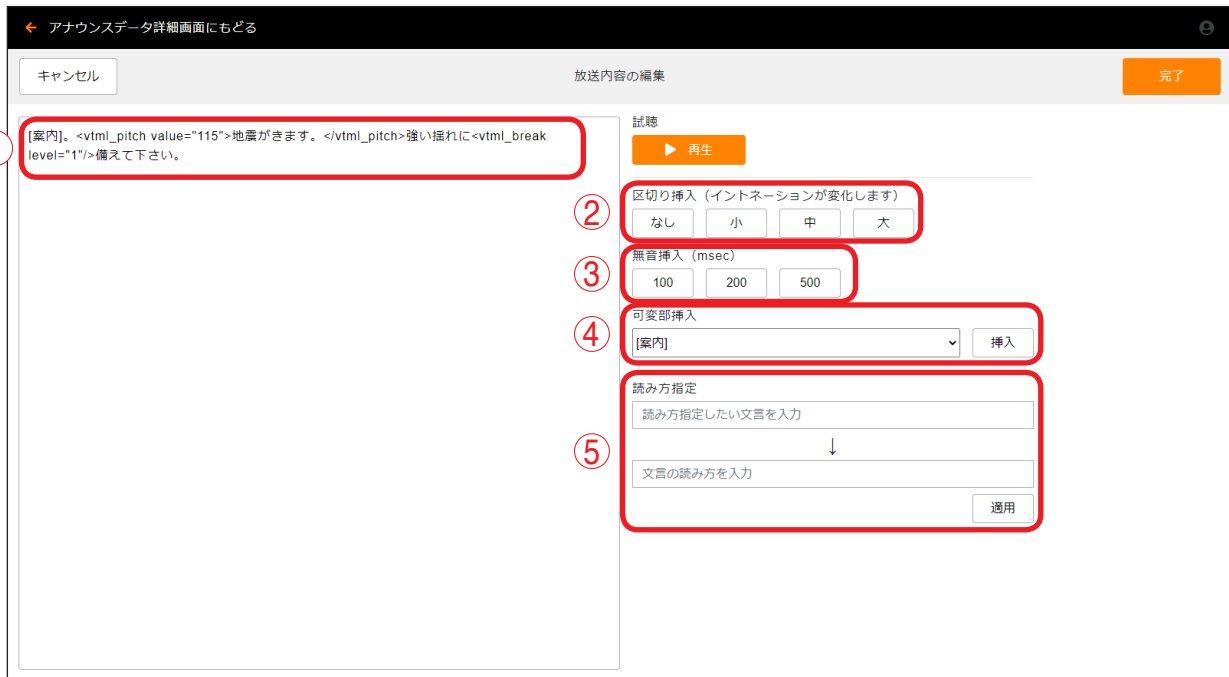 ← アナウンスデータ詳細画面にもどる
キャンセル
放送内容の編集
完了
[案内]。<vtml_pitch value="115">地震がきます。</vtml_pitch>強い揺れに<vtml_break
level="1"/>備えて下さい。
試聴
▶ 再生
② 区切り挿入（イントネーションが変化します）
なし 小 中 大
③ 無音挿入（msec）
100 200 500
④ 可変部挿入
[案内] 挿入
⑤ 読み方指定
読み方指定したい文言を入力
↓
文言の読み方を入力
適用